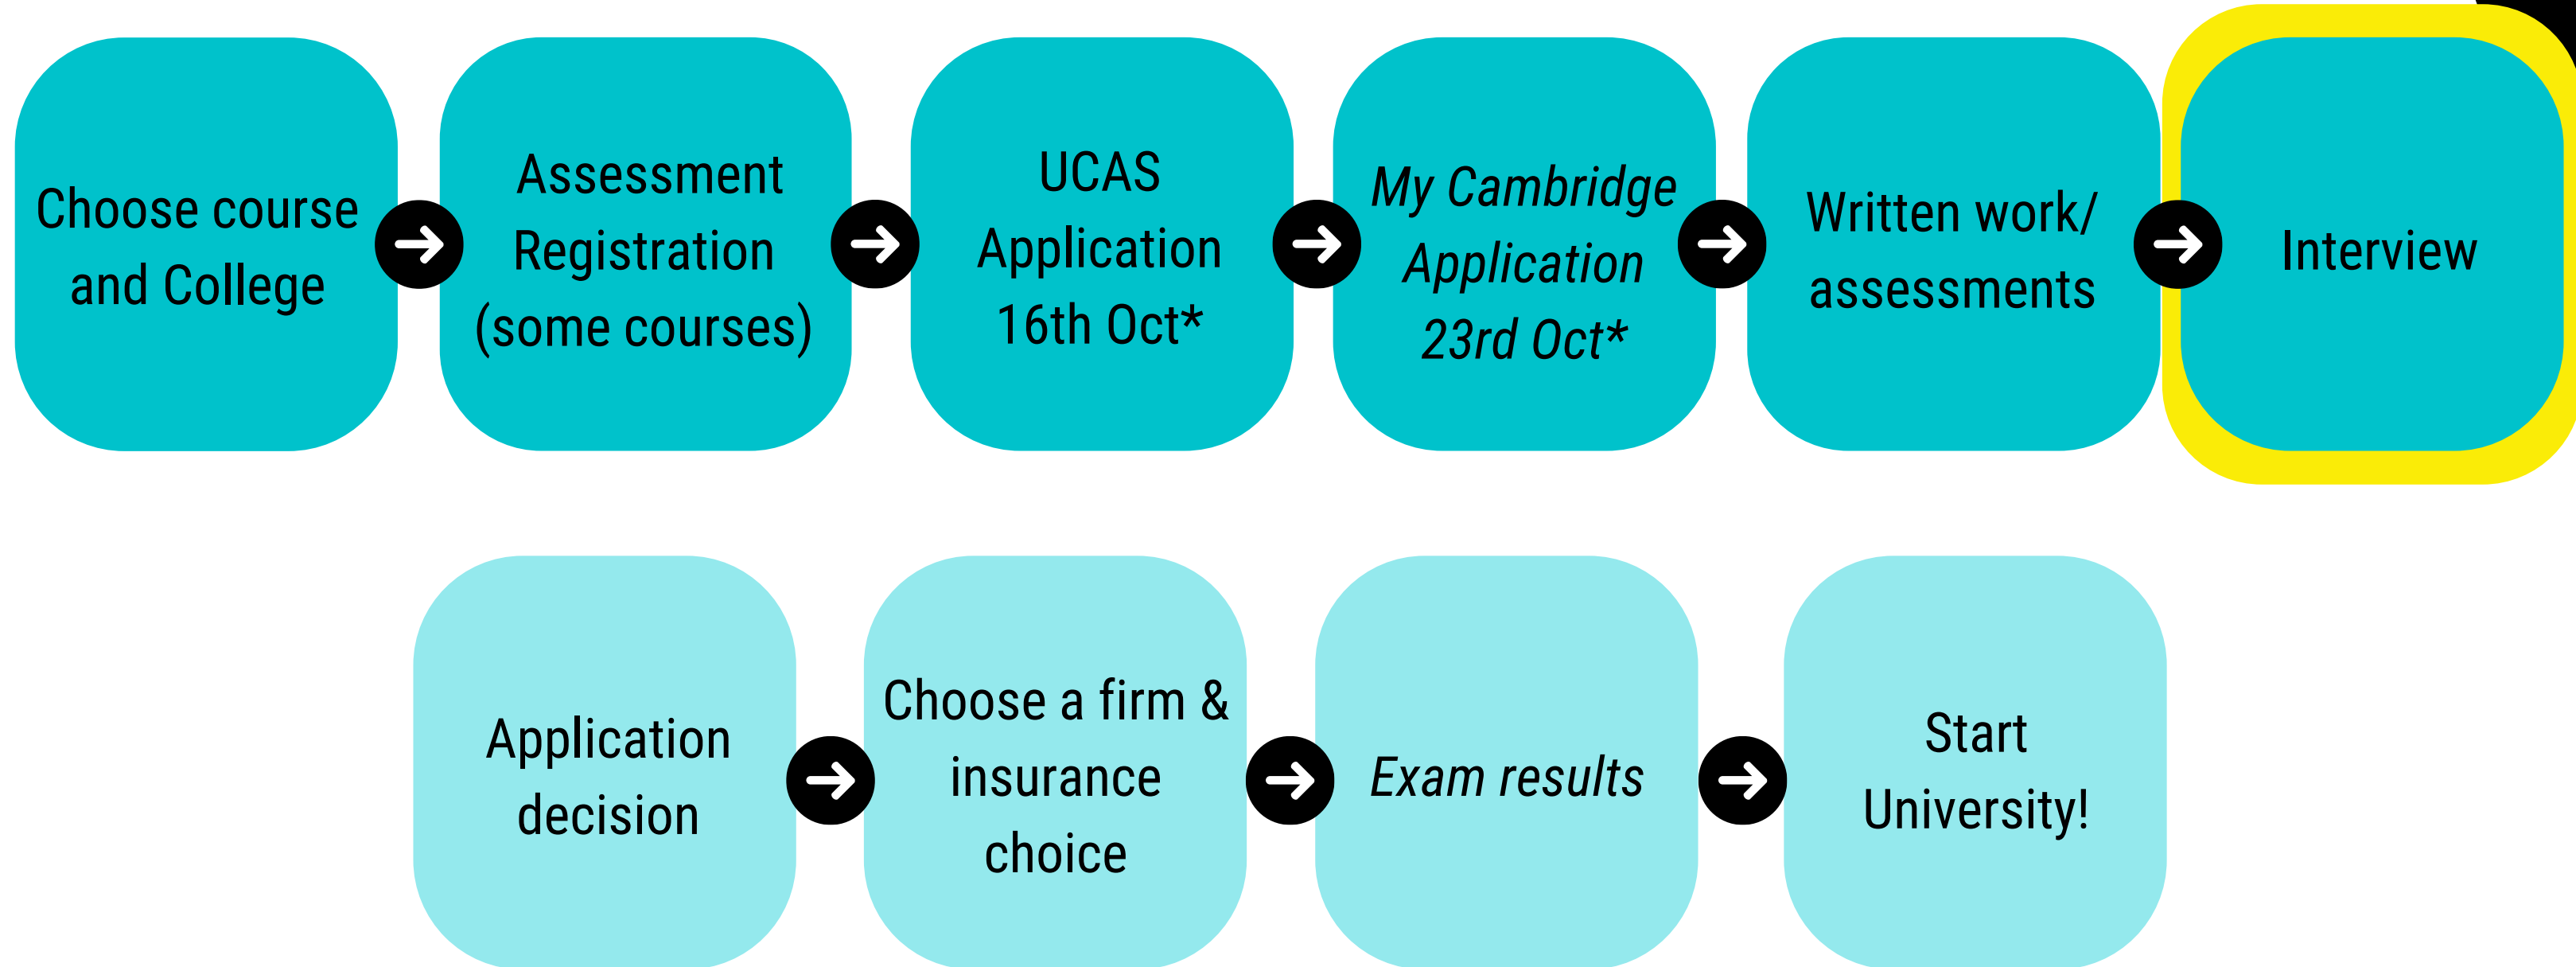 Choose course
and College
Assessment
Registration
(some courses)
UCAS
Application
16th Oct*
My Cambridge
Application
23rd Oct*
Written work/
assessments
Interview
Application
decision
Choose a firm &
insurance
choice
Exam results
Start
University!